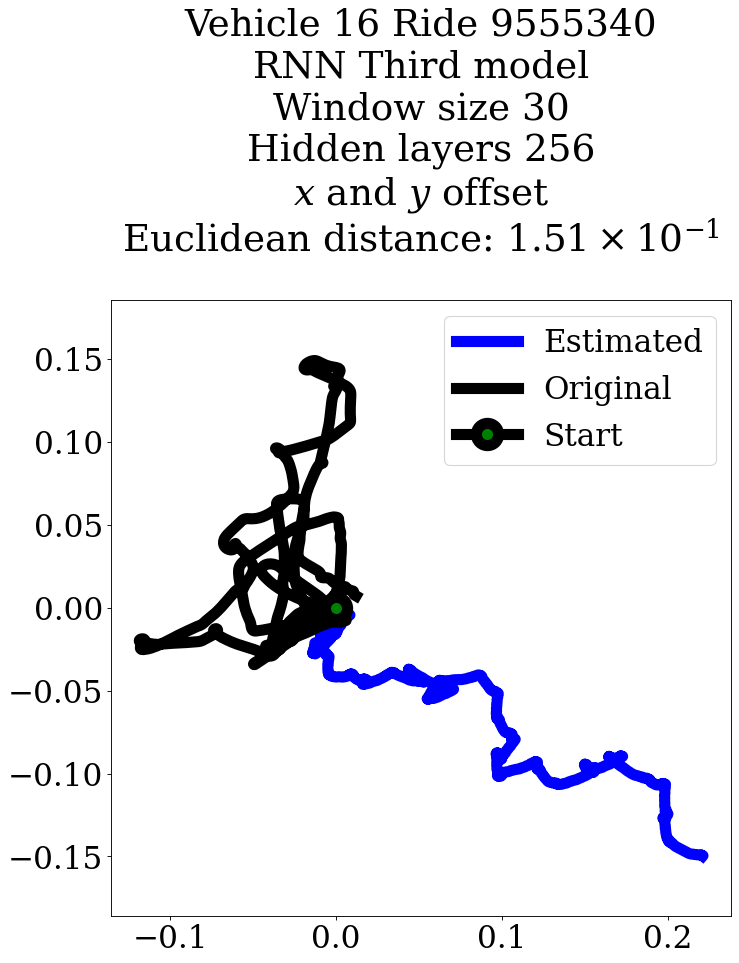 Vehicle 16 Ride 9555340
RNN Third model
Window size 30
Hidden layers 256
x and y offset
Euclidean distance: 1.51 × 10⁻¹
Estimated
Original
Start
0.15
0.10
0.05
0.00
−0.05
−0.10
−0.15
−0.1 0.0 0.1 0.2